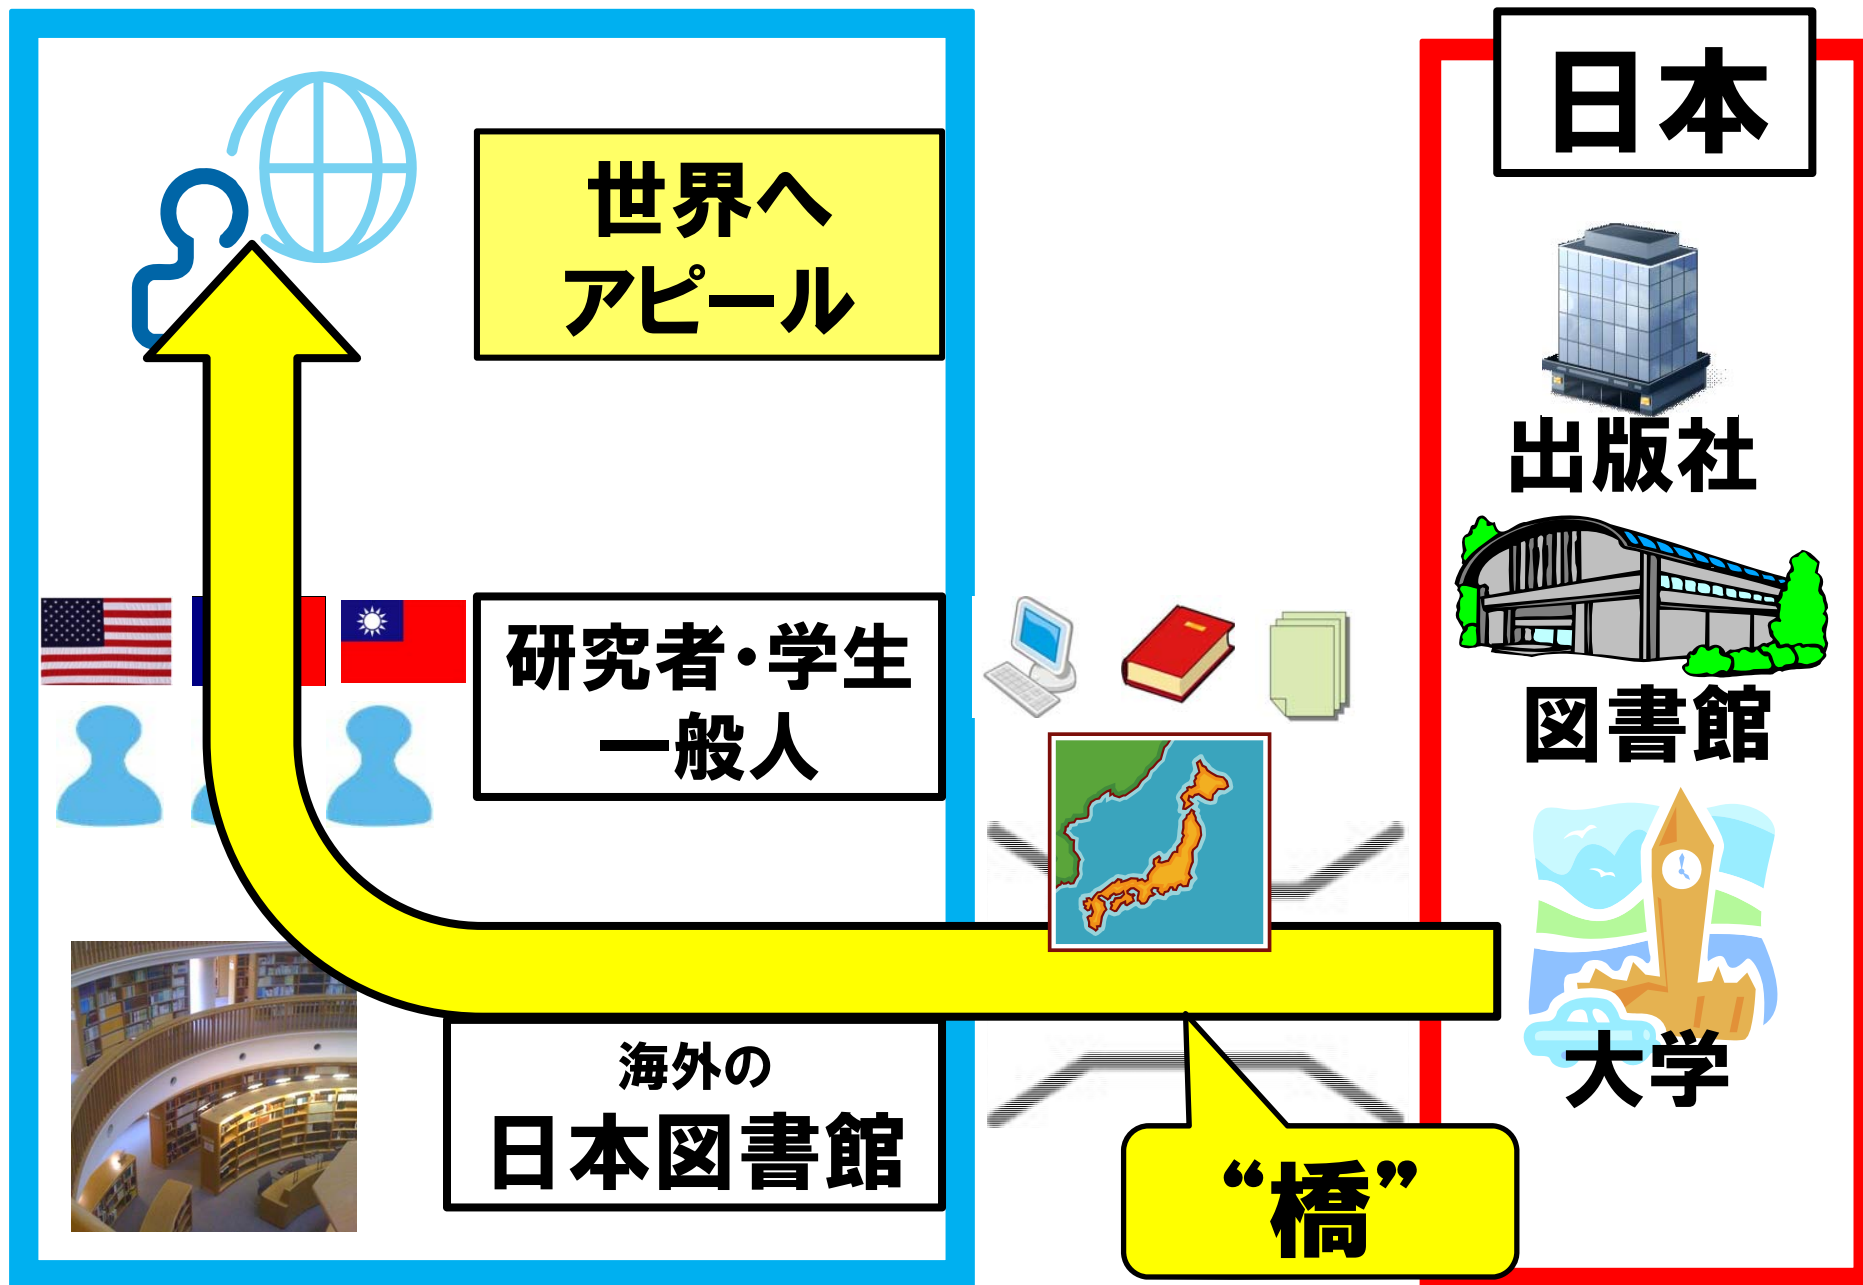 日本
世界へ
アピール
出版社
研究者・学生
一般人
図書館
大学
海外の
日本図書館
“橋”